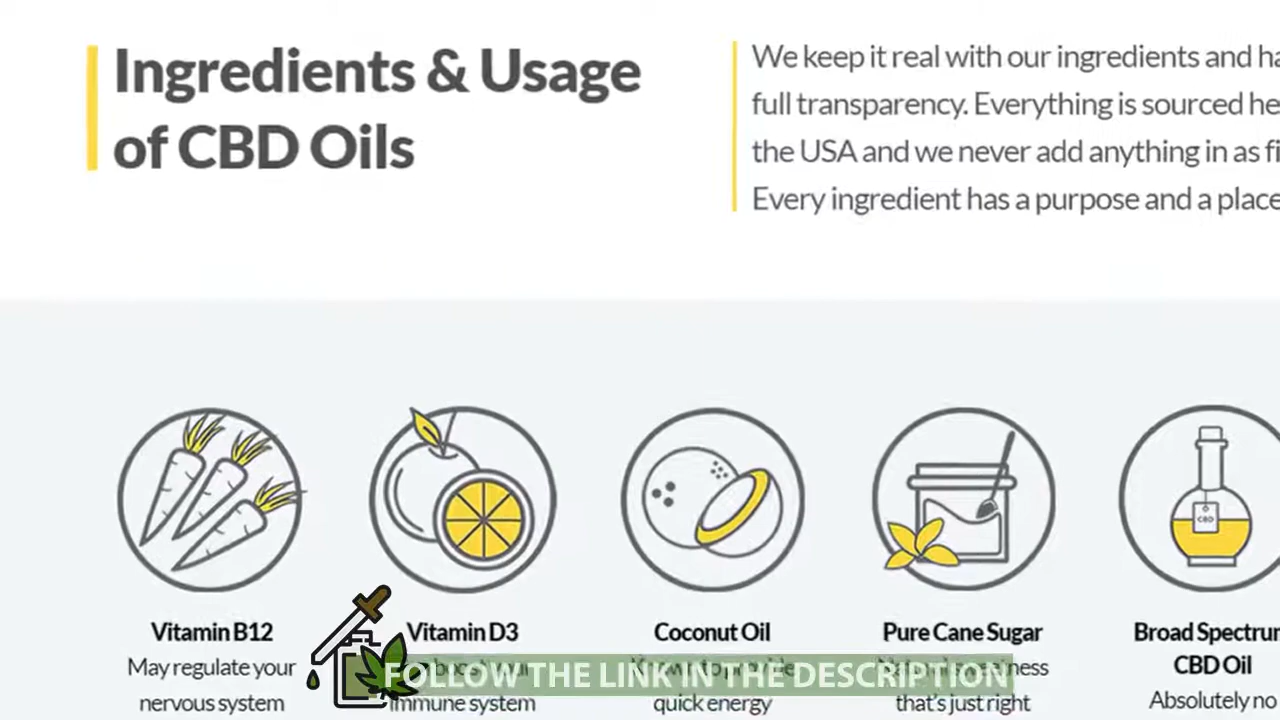 Ingredients & Usage
of CBD Oils
We keep it real with our ingredients and ha
full transparency. Everything is sourced he
the USA and we never add anything in as fi
Every ingredient has a purpose and a place
CBD
Vitamin B12
May regulate your
nervous system
Vitamin D3
immune system
Coconut Oil
quick energy
Pure Cane Sugar
that's just right
Broad Spectrum
CBD Oil
Absolutely no
FOLLOW THE LINK IN THE DESCRIPTION